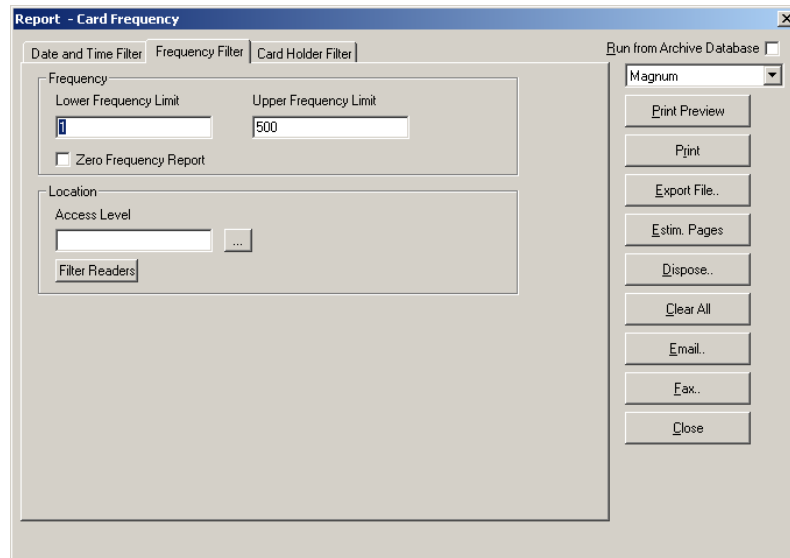 Report - Card Frequency
Date and Time Filter
Frequency Filter
Card Holder Filter
Run from Archive Database
Magnum
Frequency
Lower Frequency Limit
Upper Frequency Limit
1
500
Zero Frequency Report
Location
Access Level
...
Filter Readers
Print Preview
Print
Export File..
Estim. Pages
Dispose..
Clear All
Email..
Fax..
Close